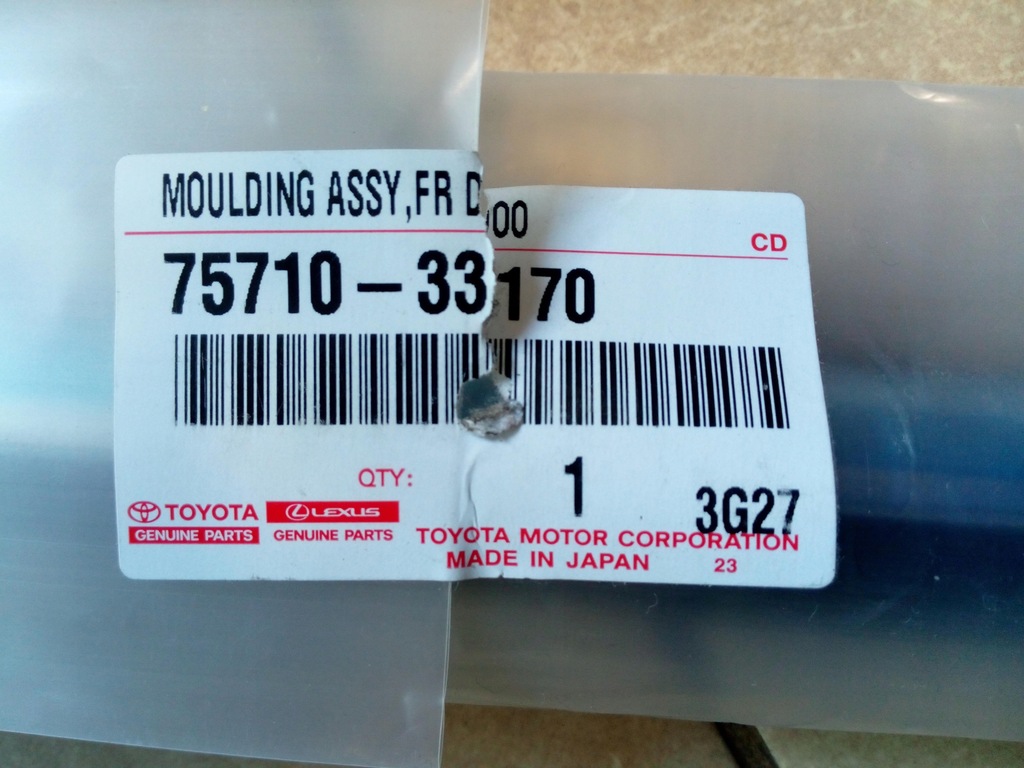 MOULDING ASSY,FR D
OO
CD
75710-33170
QTY:
1
3G27
TOYOTA
LEXUS
GENUINE PARTS
GENUINE PARTS
TOYOTA MOTOR CORPORATION
MADE IN JAPAN
23